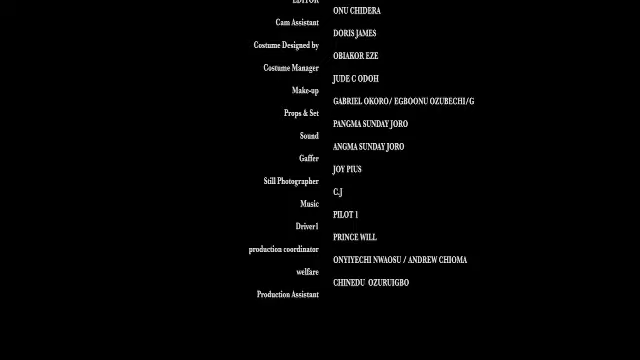 EDITOR
ONU CHIDERA
Cam Assistant
DORIS JAMES
Costume Designed by
OBIAKOR EZE
Costume Manager
JUDE C ODOH
Make-up
GABRIEL OKORO/ EGBOONU OZUBECHI/G
Props & Set
PANGMA SUNDAY JORO
Sound
ANGMA SUNDAY JORO
Gaffer
JOY PIUS
Still Photographer
C.J
Music
PILOT 1
Driver1
PRINCE WILL
production coordinator
ONYIYECHI NWAOSU / ANDREW CHIOMA
welfare
CHINEDU OZURUIGBO
Production Assistant